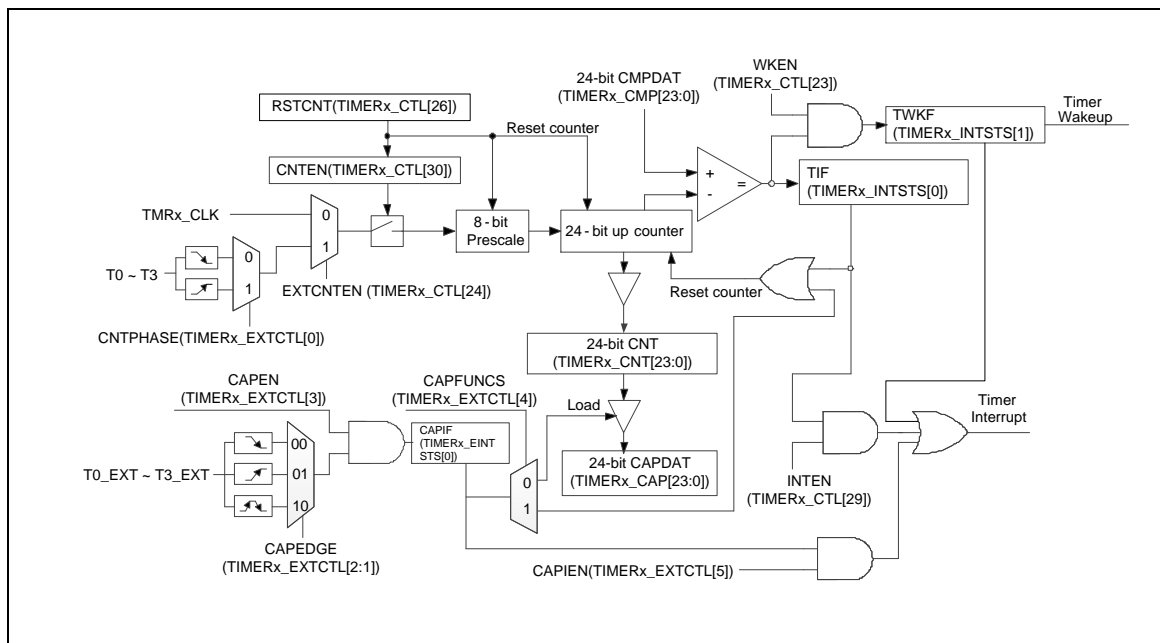 WKEN
(TIMERx_CTL[23])
24-bit CMPDAT
(TIMERx_CMP[23:0])
RSTCNT(TIMERx_CTL[26])
Reset counter
TWKF
(TIMERx_INTSTS[1])
Timer
Wakeup
CNTEN(TIMERx_CTL[30])
+
-
=
TIF
(TIMERx_INTSTS[0])
TMRx_CLK
0
1
8-bit
Prescale
24-bit up counter
T0 ~ T3
0
1
EXTCNTEN (TIMERx_CTL[24])
Reset counter
CNTPHASE(TIMERx_EXTCTL[0])
24-bit CNT
(TIMERx_CNT[23:0])
CAPEN
(TIMERx_EXTCTL[3])
CAPFUNCS
(TIMERx_EXTCTL[4])
Load
Timer
Interrupt
CAPIF
(TIMERx_EINT
STS[0])
T0_EXT ~ T3_EXT
00
01
10
0
1
24-bit CAPDAT
(TIMERx_CAP[23:0])
INTEN
(TIMERx_CTL[29])
CAPEDGE
(TIMERx_EXTCTL[2:1])
CAPIEN(TIMERx_EXTCTL[5])